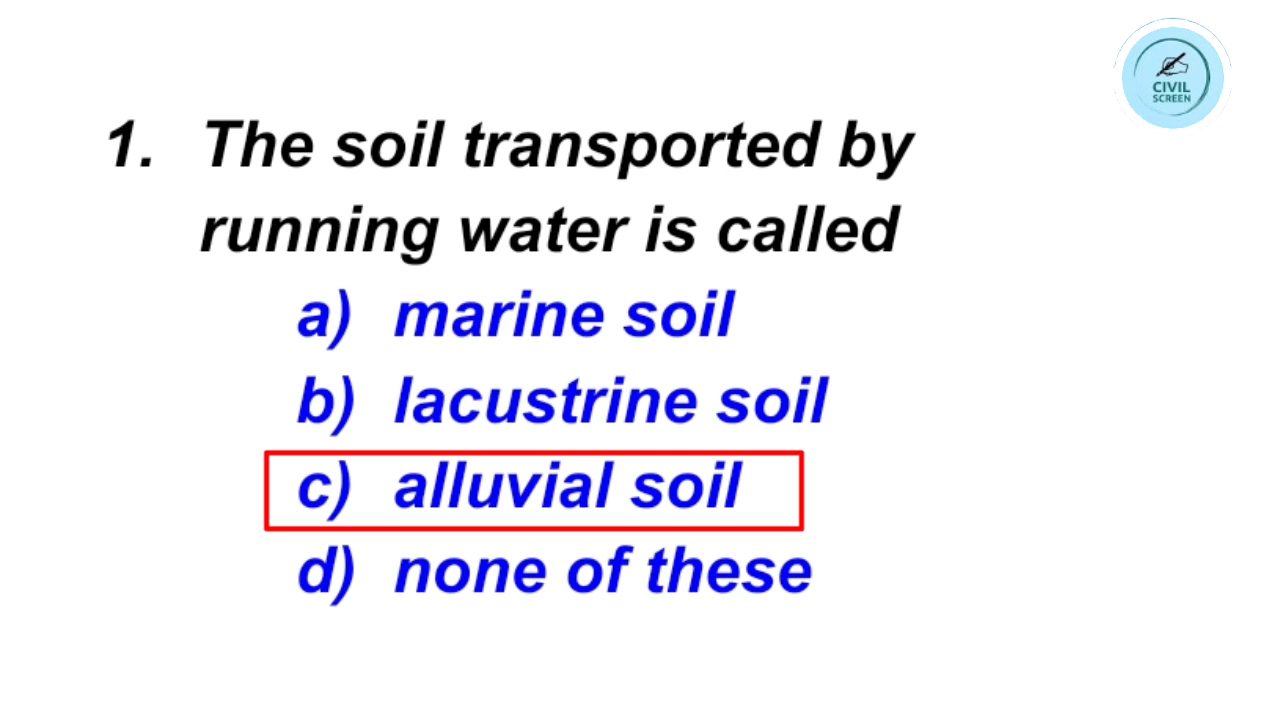 CIVIL
SCREEN
1. The soil transported by
running water is called
a) marine soil
b) lacustrine soil
c) alluvial soil
d) none of these